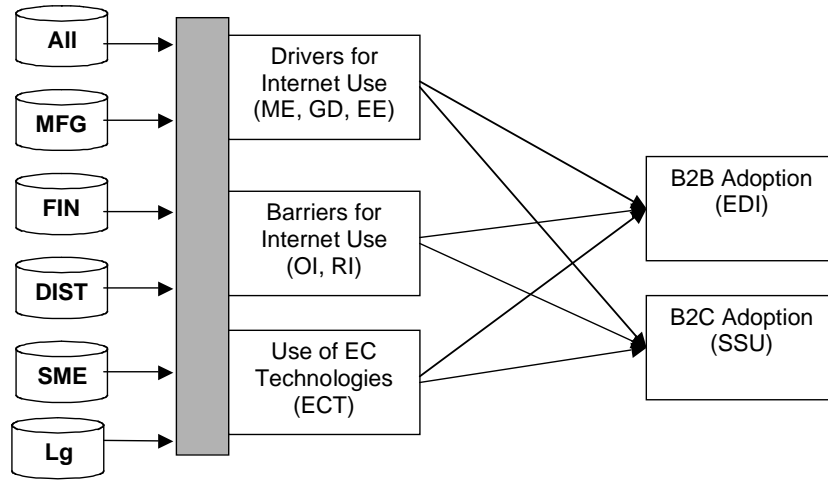 All
MFG
FIN
DIST
SME
Lg
Drivers for
Internet Use
(ME, GD, EE)
Barriers for
Internet Use
(OI, RI)
Use of EC
Technologies
(ECT)
B2B Adoption
(EDI)
B2C Adoption
(SSU)